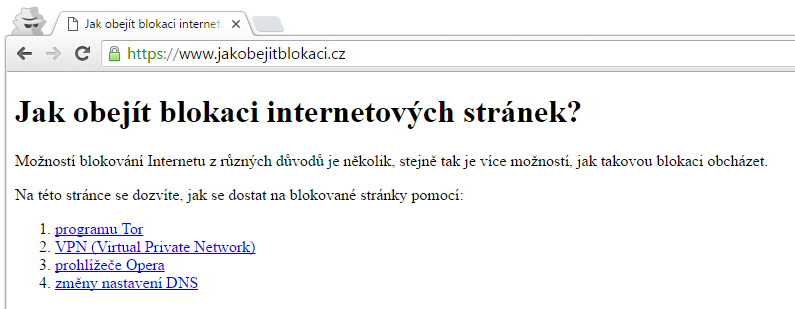 Jak obejít blokaci internet
https://www.jakobejitblokaci.cz
Jak obejít blokaci internetových stránek?
Možností blokování Internetu z různých důvodů je několik, stejně tak je více možností, jak takovou blokaci obcházet.
Na této stránce se dozvíte, jak se dostat na blokované stránky pomocí:
1. programu Tor
2. VPN (Virtual Private Network)
3. prohlížeče Opera
4. změny nastavení DNS